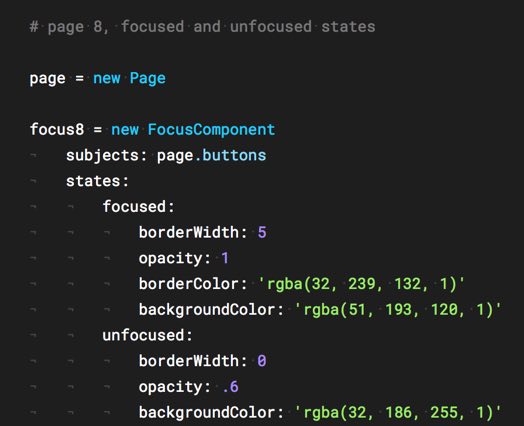 # page 8, focused and unfocused states
page = new Page
focus8 = new FocusComponent
subjects: page.buttons
states:
focused:
borderWidth: 5
opacity: 1
borderColor: 'rgba(32, 239, 132, 1)'
backgroundColor: 'rgba(51, 193, 120, 1)'
unfocused:
borderWidth: 0
opacity: .6
backgroundColor: 'rgba(32, 186, 255, 1)'